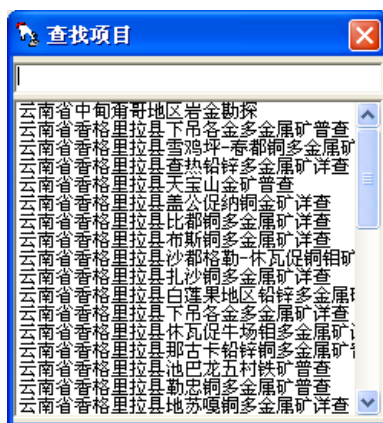 查找项目
云南省中甸甭哥地区岩金勘探
云南省香格里拉县下吊各金多金属矿普查
云南省香格里拉县雪鸡坪-春都铜多金属矿
云南省香格里拉县查热铅锌多金属矿详查
云南省香格里拉县天宝山金矿普查
云南省香格里拉县盖公促纳铜金矿详查
云南省香格里拉县比都铜多金属矿详查
云南省香格里拉县布斯铜多金属矿详查
云南省香格里拉县沙都格勒-休瓦促铜钼矿
云南省香格里拉县扎沙铜多金属矿详查
云南省香格里拉县白莲果地区铅锌多金属
云南省香格里拉县下吊各金多金属矿详查
云南省香格里拉县休瓦促牛场钼多金属矿
云南省香格里拉县那古卡铅锌铜多金属矿
云南省香格里拉县池巴龙五村铁矿普查
云南省香格里拉县勒忠铜多金属矿普查
云南省香格里拉县地苏嘎铜多金属矿详查